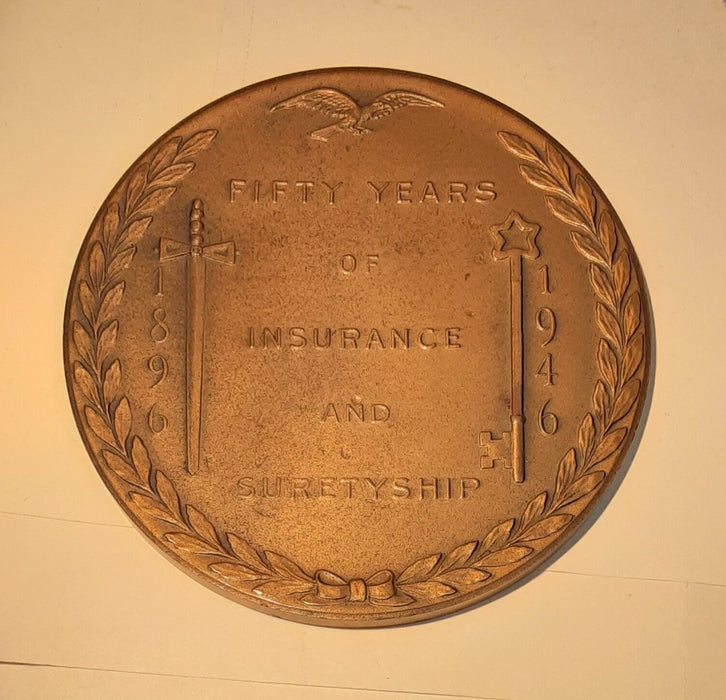 FIFTY YEARS
OF
INSURANCE
AND
SURETYSHIP
1896
1946